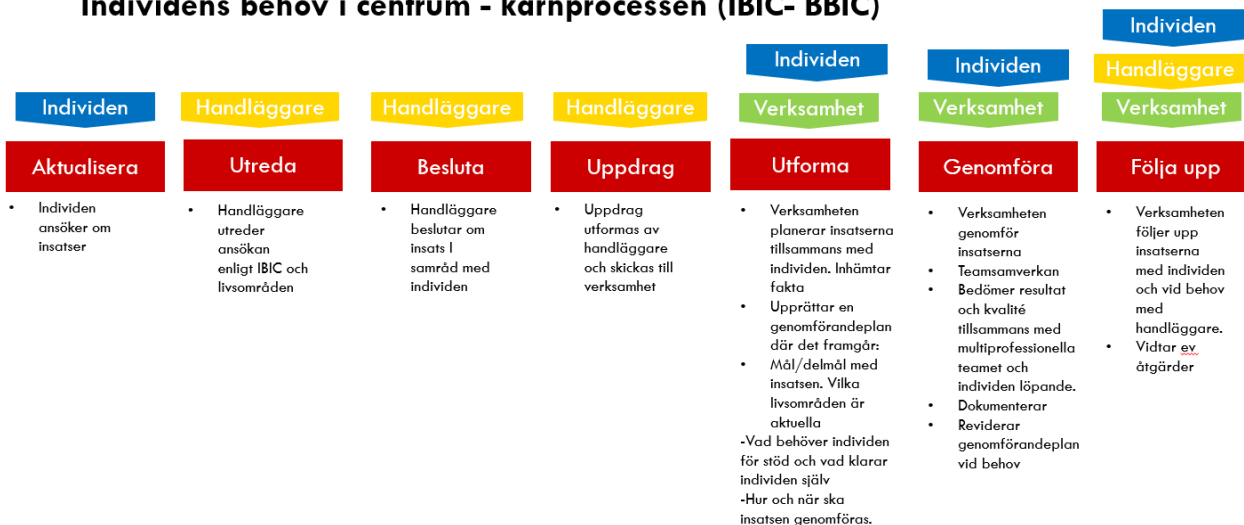 Individens behov i centrum - kärnprocessen (IBIC- BBIC)
Individen
Aktualisera
• Individen
ansöker om
insatser
Handläggare
Utreda
• Handläggare
utreder
ansökan
enligt IBIC och
livsområden
Handläggare
Besluta
• Handläggare
beslutar om
insats I
samråd med
individen
Handläggare
Uppdrag
• Uppdrag
utformas av
handläggare
och skickas till
verksamhet
Individen
Verksamhet
Utforma
• Verksamheten
planerar insatserna
tillsammans med
individen. Inhämtar
fakta
• Upprättar en
genomförandeplan
där det framgår:
• Mål/delmål med
insatsen. Vilka
livsområden är
aktuella
-Vad behöver individen
för stöd och vad klarar
individen själv
-Hur och när ska
insatsen genomföras.
Individen
Verksamhet
Genomföra
• Verksamheten
genomför
insatserna
• Teamsamverkan
• Bedömer resultat
och kvalité
tillsammans med
multiprofessionella
teamet och
individen löpande.
• Dokumenterar
• Reviderar
genomförandeplan
vid behov
Individen
Handläggare
Verksamhet
Följa upp
• Verksamheten
följer upp
insatserna
med individen
och vid behov
med
handläggare.
• Vidtar ev
åtgärder